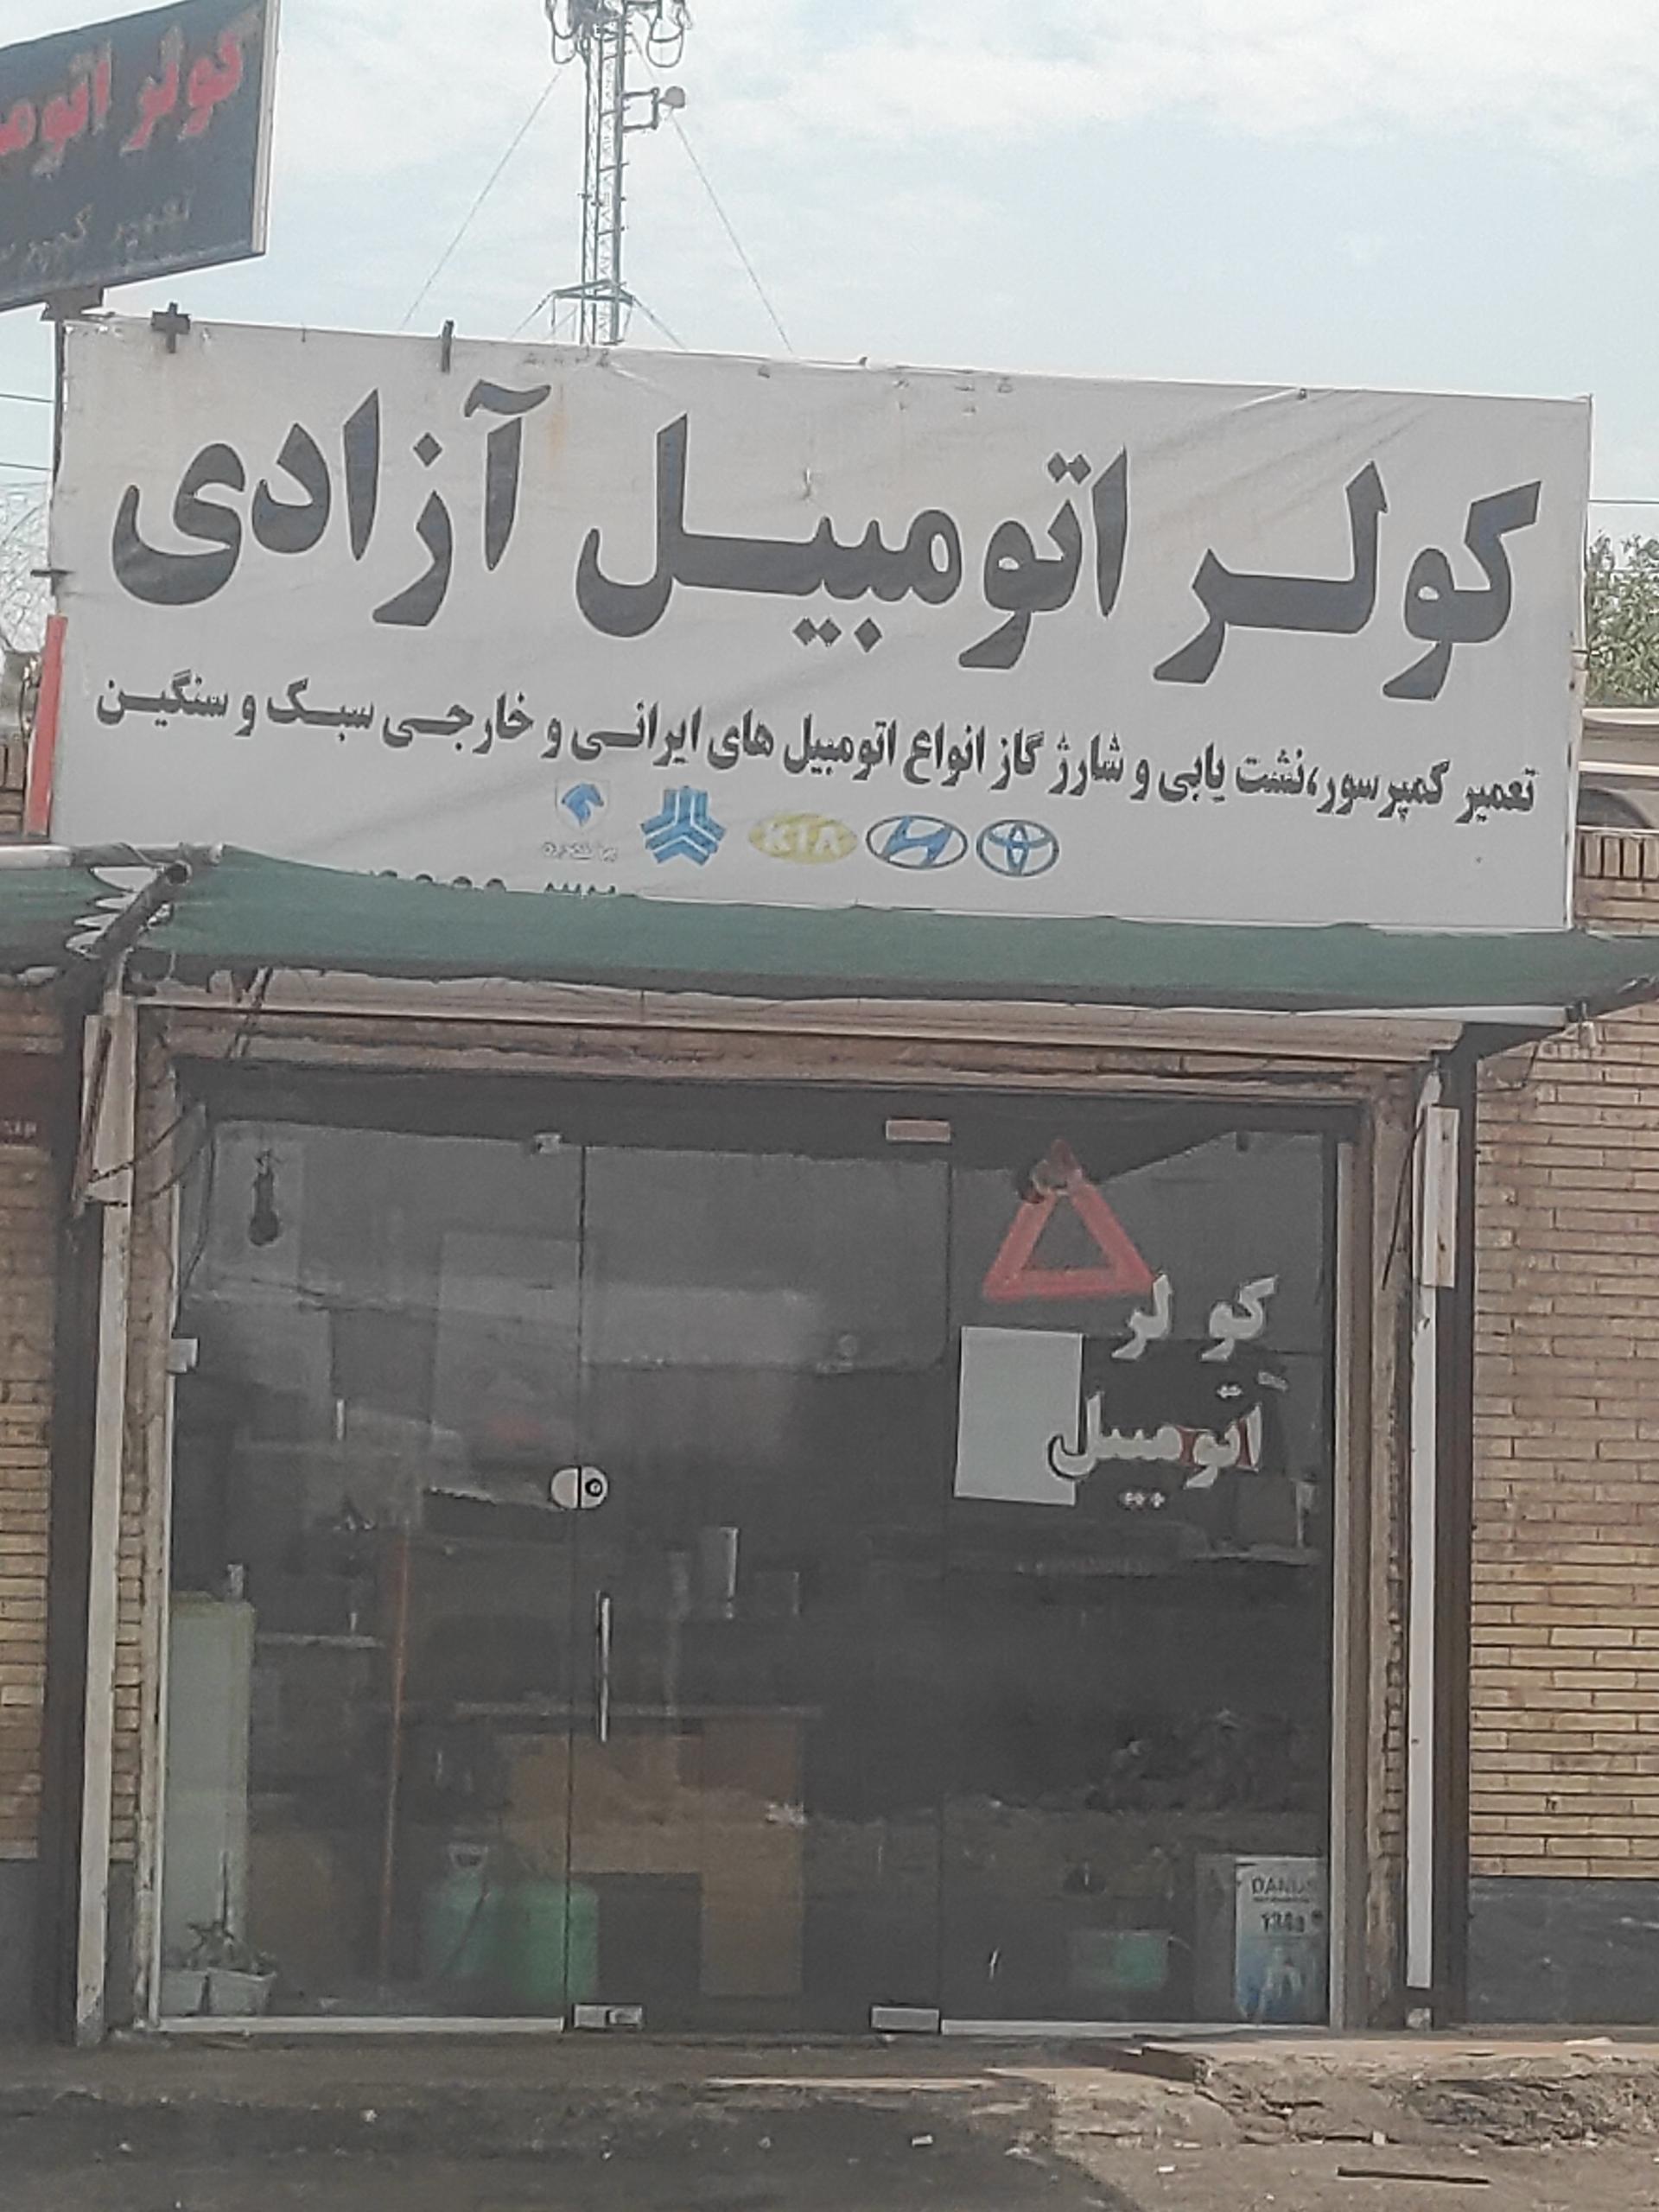 کولر اتومبیل آزادی
تعمیر کمپرسور،نشت یابی و شارژ گاز انواع اتومبیل های ایرانی و خارجی سبک و سنگین
KIA
کولر
کولر
اتومبیل
134a